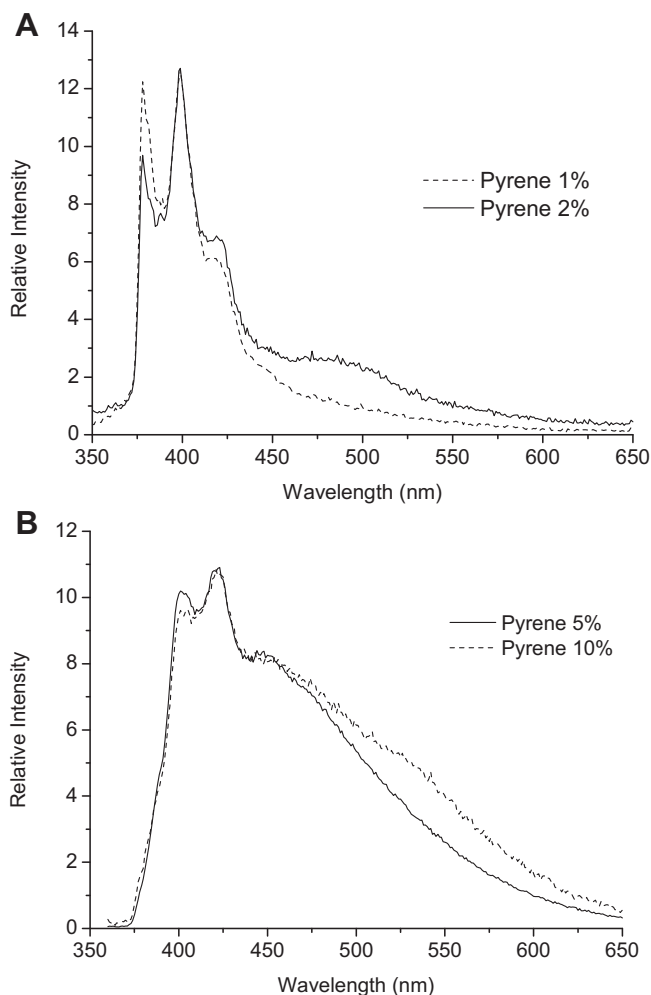 A
14
12
10
8
6
4
2
0
Relative Intensity
Pyrene 1%
Pyrene 2%
350 400 450 500 550 600 650
Wavelength (nm)
B
12
10
8
6
4
2
0
Relative Intensity
Pyrene 5%
Pyrene 10%
350 400 450 500 550 600 650
Wavelength (nm)